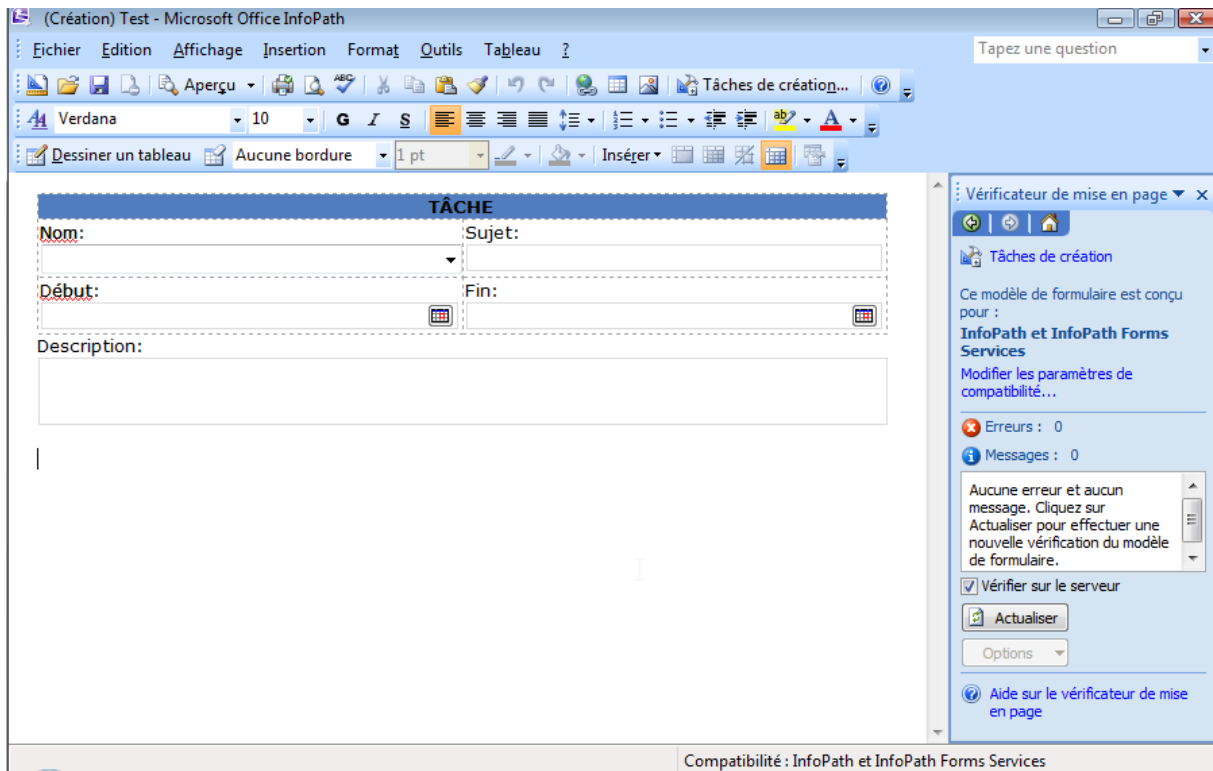 (Création) Test - Microsoft Office InfoPath
Fichier Edition Affichage Insertion Format Outils Tableau ?
Tapez une question
Aperçu ABC Tâches de création...
Verdana 10 G I S ab A
Dessiner un tableau Aucune bordure 1 pt Insérer
TÂCHE
Nom: Sujet:
Début: Fin:
Description:
Vérificateur de mise en page
Tâches de création
Ce modèle de formulaire est conçu
pour :
InfoPath et InfoPath Forms
Services
Modifier les paramètres de
compatibilité...
Erreurs : 0
Messages : 0
Aucune erreur et aucun
message. Cliquez sur
Actualiser pour effectuer une
nouvelle vérification du modèle
de formulaire.
Vérifier sur le serveur
Actualiser
Options
Aide sur le vérificateur de mise
en page
Compatibilité : InfoPath et InfoPath Forms Services